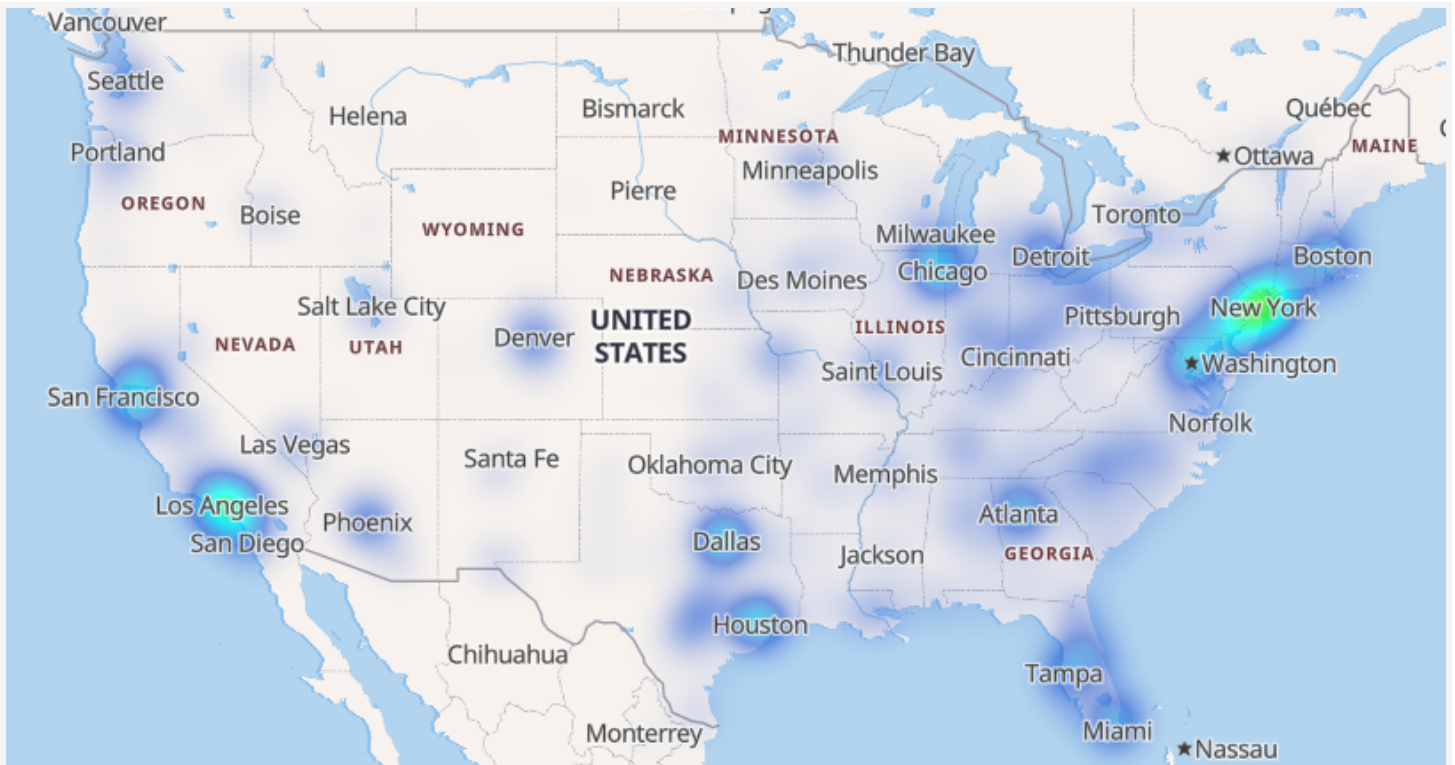 Vancouver
Thunder Bay
Seattle
Helena
Bismarck
Québec
MINNESOTA
MAINE
Portland
Ottawa
Minneapolis
Pierre
OREGON
Boise
Toronto
WYOMING
Milwaukee
Detroit
Boston
NEBRASKA
Chicago
Des Moines
Salt Lake City
New York
Pittsburgh
UNITED
STATES
ILLINOIS
Denver
NEVADA
UTAH
Cincinnati
Washington
Saint Louis
San Francisco
Norfolk
Las Vegas
Santa Fe
Oklahoma City
Memphis
Los Angeles
Phoenix
Atlanta
San Diego
Dallas
Jackson
GEORGIA
Houston
Chihuahua
Tampa
Monterrey
Miami
Nassau